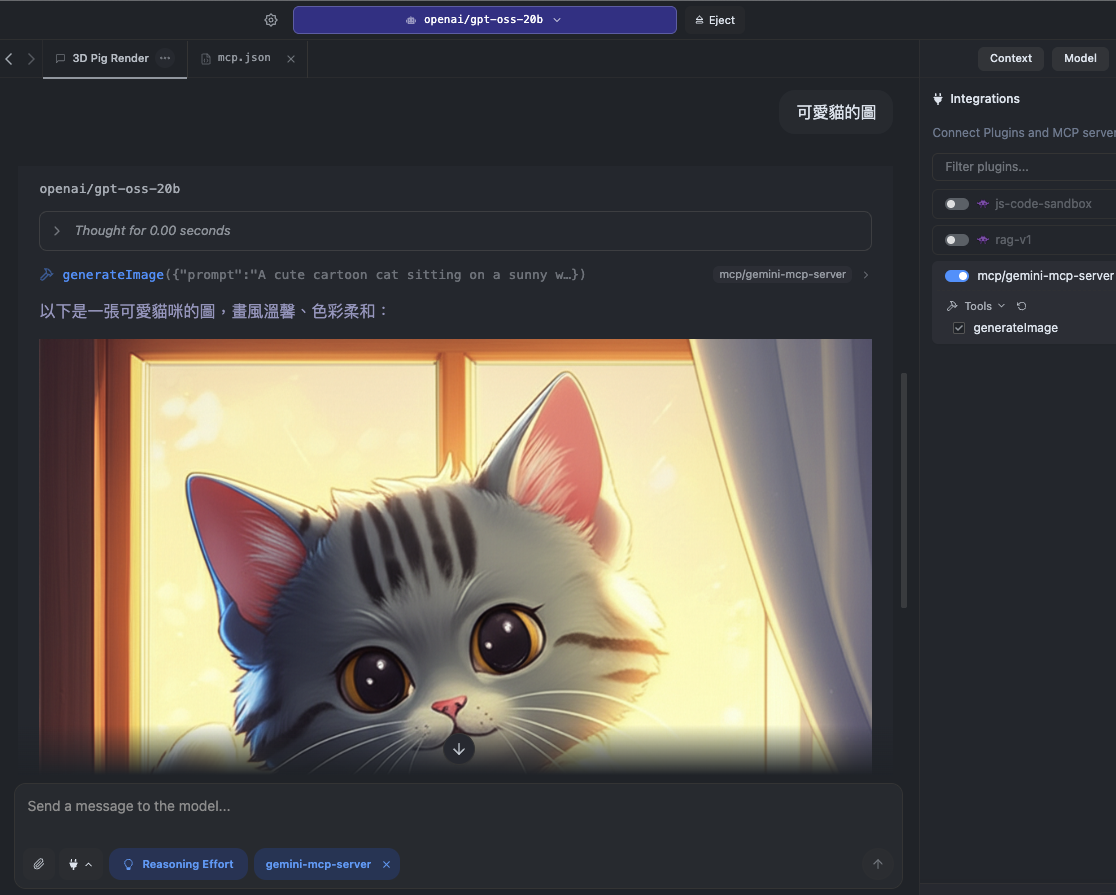 openai/gpt-oss-20b
Eject
3D Pig Render
mcp.json
Context
Model
可愛貓的圖
openai/gpt-oss-20b
Thought for 0.00 seconds
generateImage({"prompt":"A cute cartoon cat sitting on a sunny w…})
mcp/gemini-mcp-server
以下是一張可愛貓咪的圖，畫風溫馨、色彩柔和：
Send a message to the model...
Reasoning Effort
gemini-mcp-server
Integrations
Connect Plugins and MCP server
Filter plugins...
js-code-sandbox
rag-v1
mcp/gemini-mcp-server
Tools
generateImage